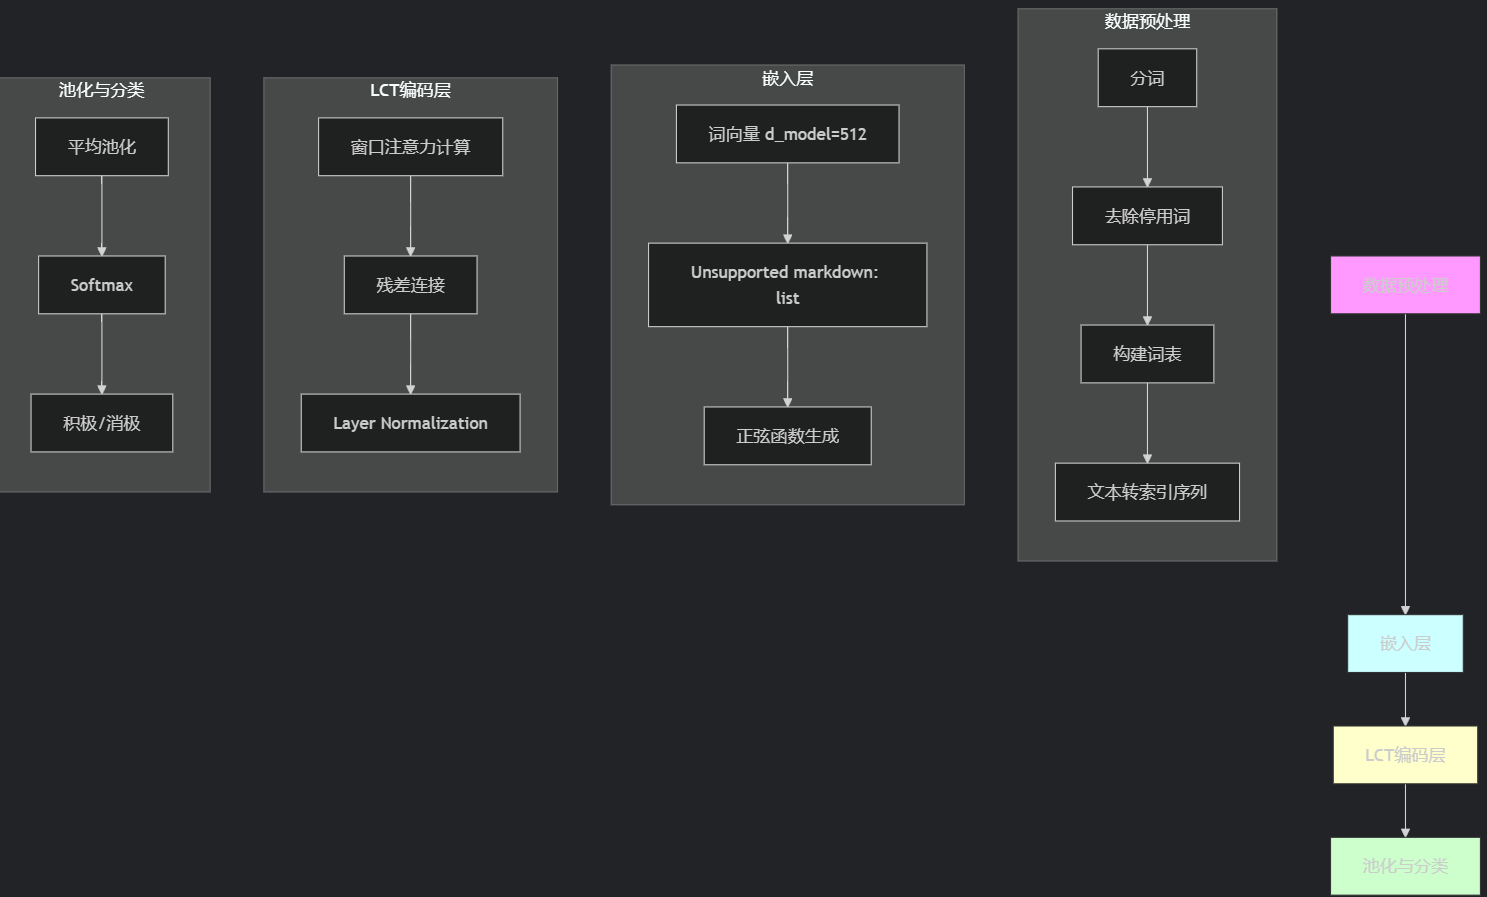 池化与分类
平均池化
Softmax
积极/消极
LCT编码层
窗口注意力计算
残差连接
Layer Normalization
嵌入层
词向量 d_model=512
Unsupported markdown:
list
正弦函数生成
数据预处理
分词
去除停用词
构建词表
文本转索引序列
数据预处理
嵌入层
LCT编码层
池化与分类